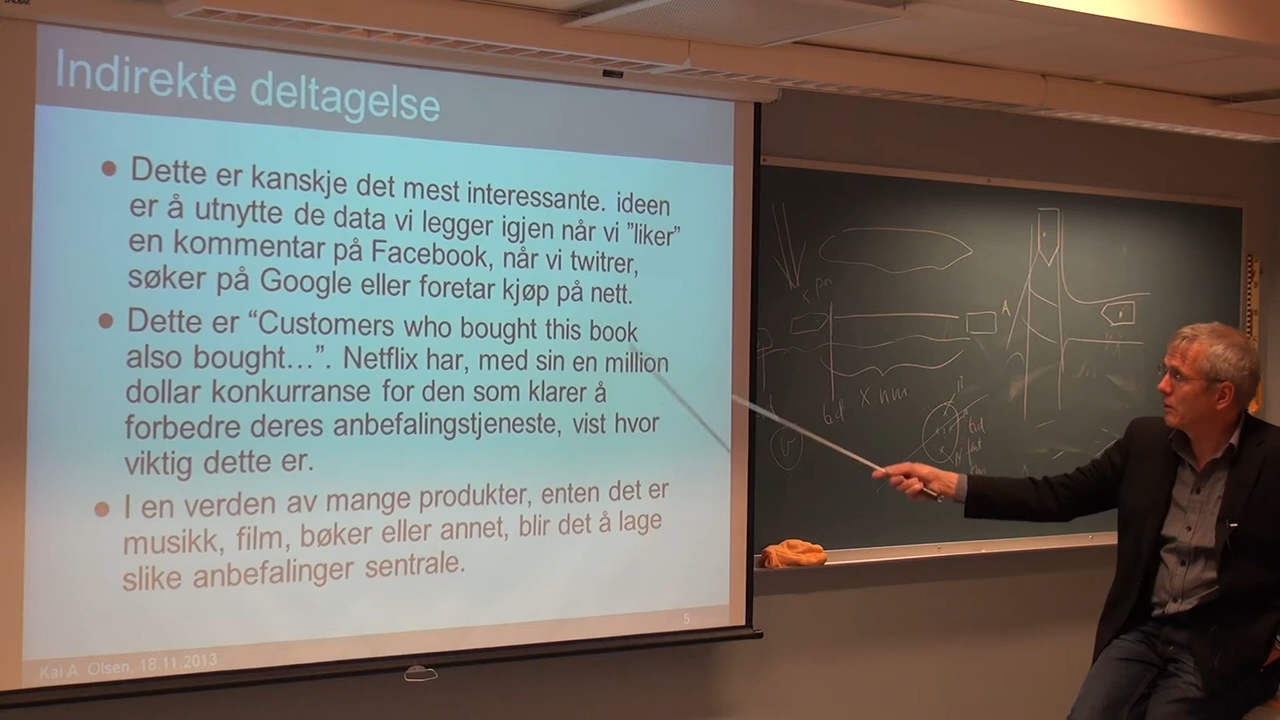 Indirekte deltagelse
Dette er kanskje det mest interessante. ideen
er å utnytte de data vi legger igjen når vi ”liker”
en kommentar på Facebook, når vi twitrer,
søker på Google eller foretar kjøp på nett.
Dette er “Customers who bought this book
also bought…”. Netflix har, med sin en million
dollar konkurranse for den som klarer å
forbedre deres anbefalingstjeneste, vist hvor
viktig dette er.
I en verden av mange produkter, enten det er
musikk, film, bøker eller annet, blir det å lage
slike anbefalinger sentrale.
5
Kai A. Olsen, 18.11.2013
A
X nm